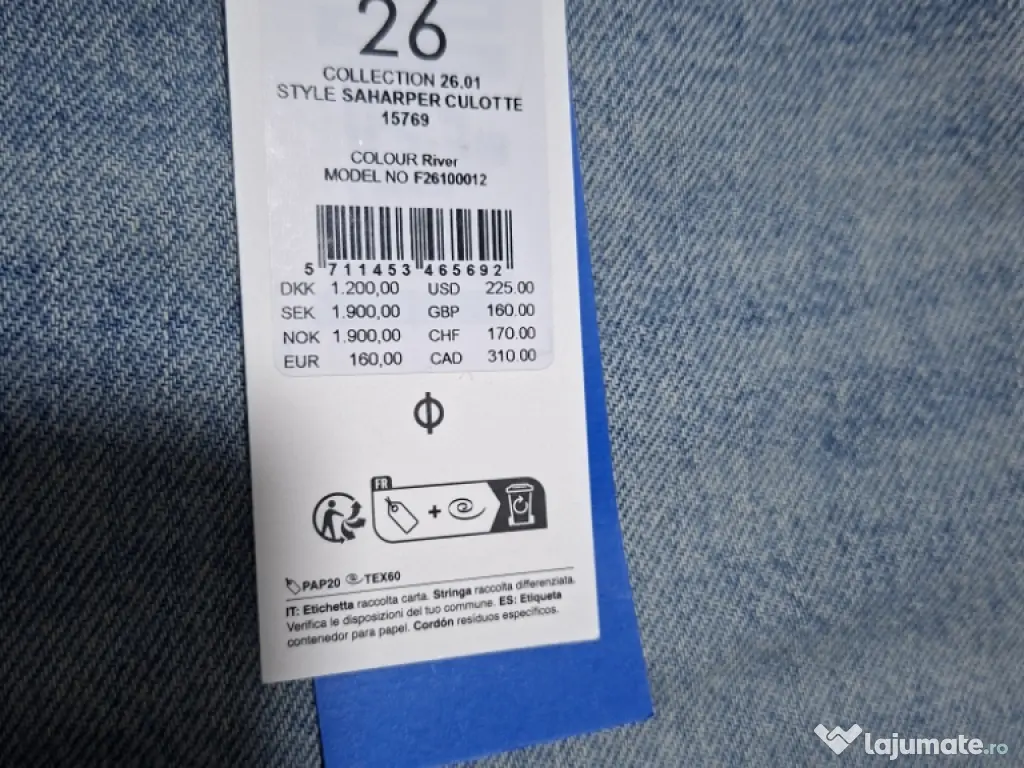 26
COLLECTION 26.01
STYLE SAHARPER CULOTTE
15769
COLOUR River
MODEL NO F26100012
5 711453 465692
DKK 1.200,00 USD 225.00
SEK 1.900,00 GBP 160.00
NOK 1.900,00 CHF 170.00
EUR 160,00 CAD 310.00
FR
+
PAP20 TEX60
IT: Etichetta raccolta carta. Stringa raccolta differenziata.
Verifica le disposizioni del tuo commune. ES: Etiqueta
contenedor para papel. Cordón residuos específicos.
lajumate.ro